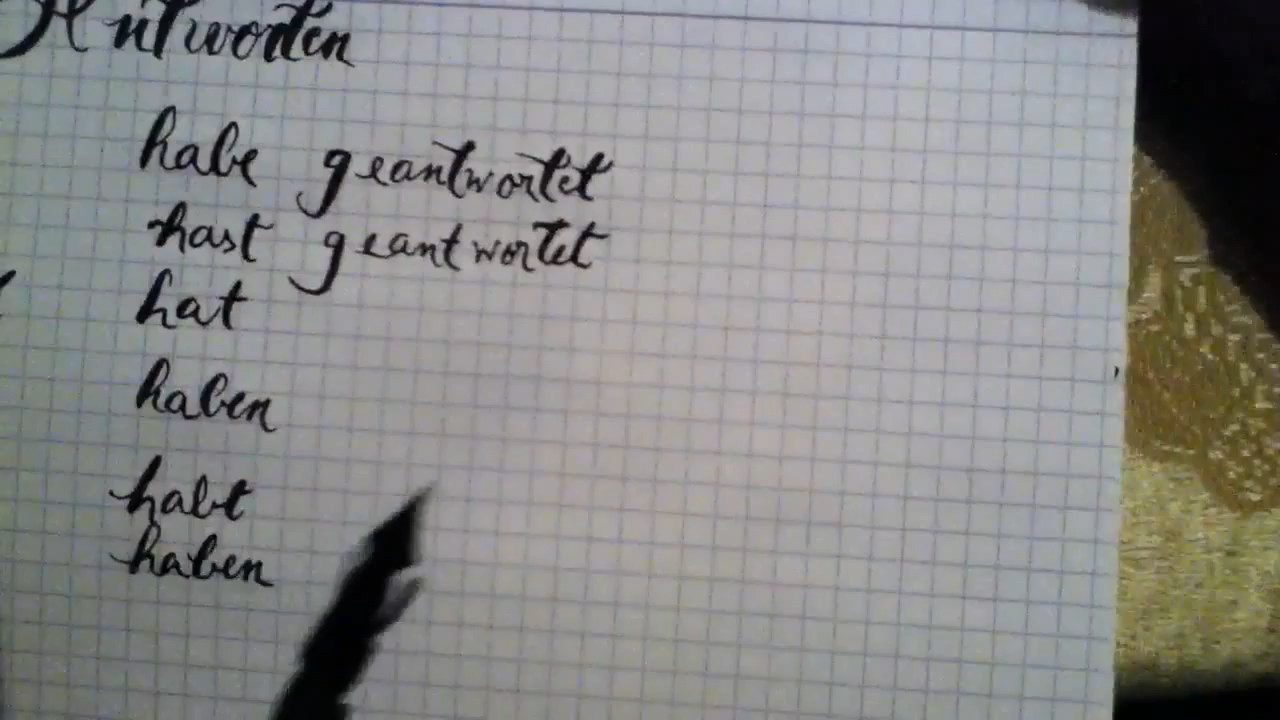 Antworten
habe geantwortet
hast geantwortet
hat
haben
habt
haben